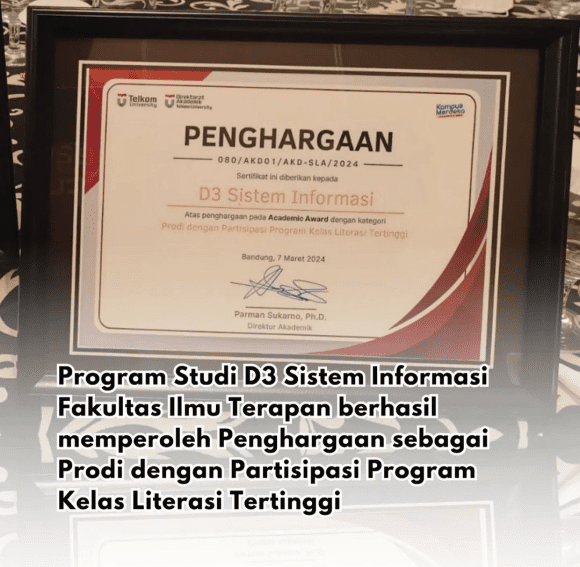 Telkom
University
Direktorat
Akademik
Telkom University
Kampus
Merdeka
PENGHARGAAN
080/AKD01/AKD-SLA/2024
Sertifikat ini diberikan kepada
D3 Sistem Informasi
Atas penghargaan pada Academic Award dengan kategori
Prodi dengan Partisipasi Program Kelas Literasi Tertinggi
Bandung, 7 Maret 2024
Parman Sukarno, Ph.D.
Direktur Akademik
Program Studi D3 Sistem Informasi
Fakultas Ilmu Terapan berhasil
memperoleh Penghargaan sebagai
Prodi dengan Partisipasi Program
Kelas Literasi Tertinggi